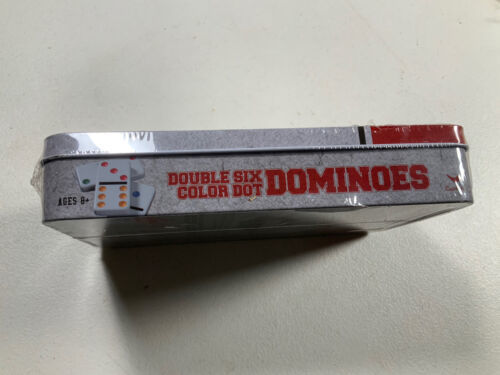 DOUBLE SIX
COLOR DOT
DOMINOES
AGES 8+